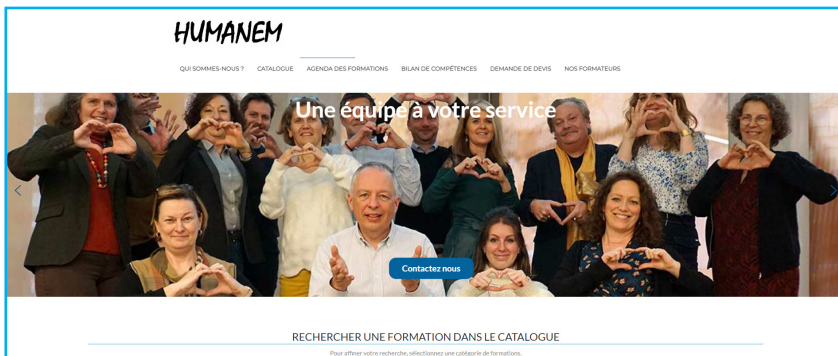 HUMANEM
QUI SOMMES-NOUS ? CATALOGUE AGENDA DES FORMATIONS BILAN DE COMPÉTENCES DEMANDE DE DEVIS NOS FORMATEURS
Une équipe à votre service
Contactez nous
RECHERCHER UNE FORMATION DANS LE CATALOGUE
Pour affiner votre recherche, sélectionnez une catégorie de formations.